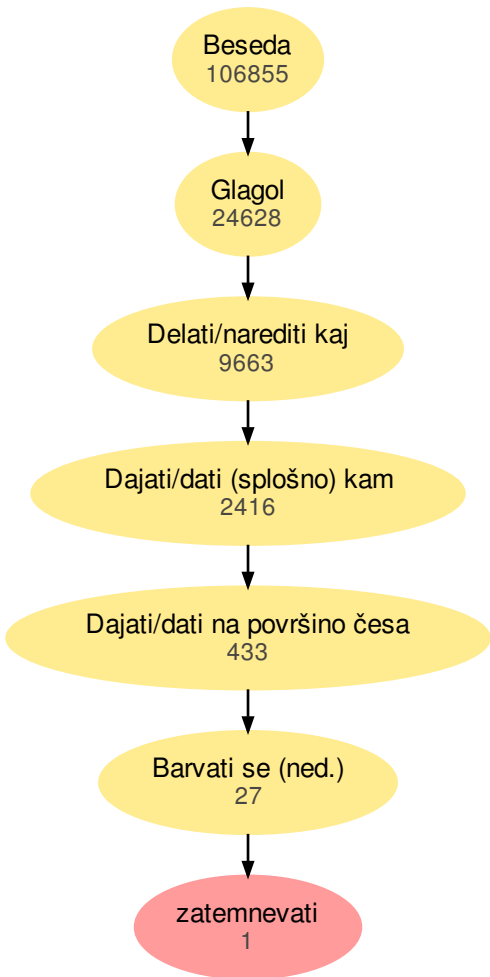 Beseda
106855
Glagol
24628
Delati/narediti kaj
9663
Dajati/dati (splošno) kam
2416
Dajati/dati na površino česa
433
Barvati se (ned.)
27
zatemnevati
1